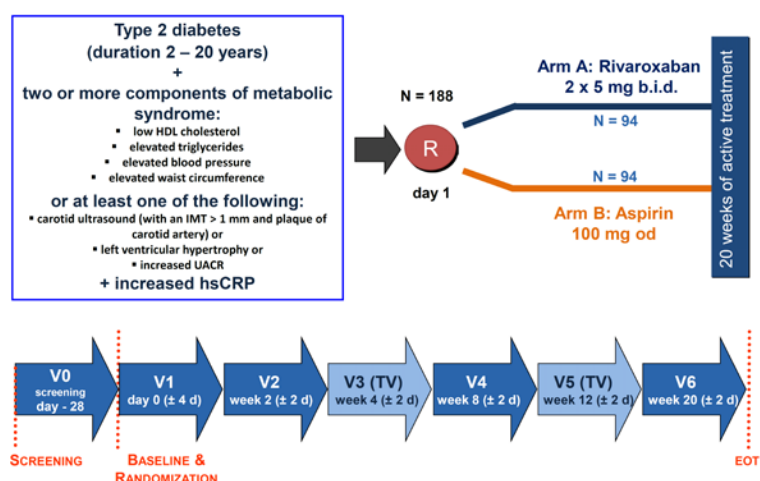 Type 2 diabetes
(duration 2 – 20 years)
+
two or more components of metabolic
syndrome:
▪ low HDL cholesterol
▪ elevated triglycerides
▪ elevated blood pressure
▪ elevated waist circumference
or at least one of the following:
▪ carotid ultrasound (with an IMT > 1 mm and plaque of
carotid artery) or
▪ left ventricular hypertrophy or
▪ increased UACR
+ increased hsCRP
N = 188
R
day 1
Arm A: Rivaroxaban
2 x 5 mg b.i.d.
N = 94
N = 94
Arm B: Aspirin
100 mg od
20 weeks of active treatment
V0
screening
day - 28
V1
day 0 (± 4 d)
V2
week 2 (± 2 d)
V3 (TV)
week 4 (± 2 d)
V4
week 8 (± 2 d)
V5 (TV)
week 12 (± 2 d)
V6
week 20 (± 2 d)
SCREENING
BASELINE &
RANDOMIZATION
EOT